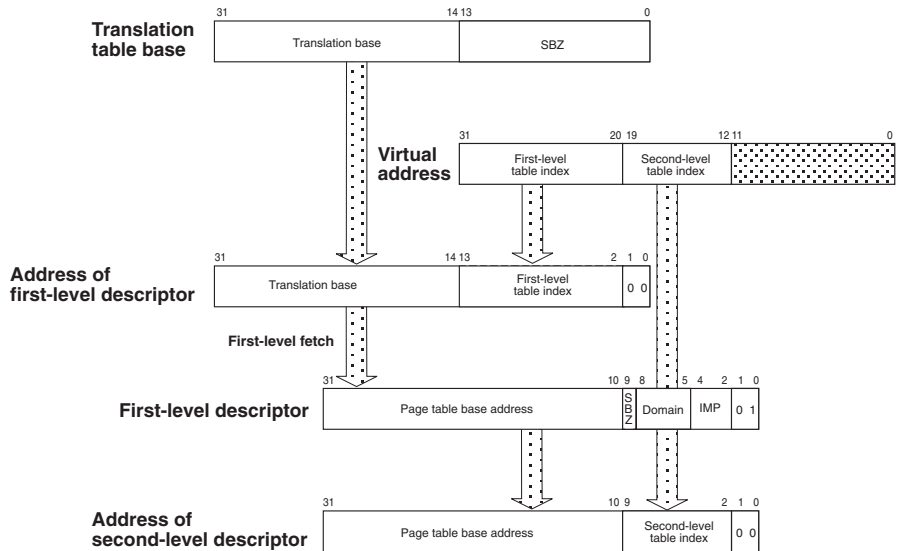 31 14 13 0
Translation
table base
Translation base
SBZ
31 20 19 12 11 0
Virtual
address
First-level
table index
Second-level
table index
31 14 13 2 1 0
Address of
first-level descriptor
Translation base
First-level
table index
0 0
First-level fetch
31 10 9 8 5 4 2 1 0
First-level descriptor
Page table base address
S
B
Z
Domain
IMP
0 1
31 10 9 2 1 0
Address of
second-level descriptor
Page table base address
Second-level
table index
0 0